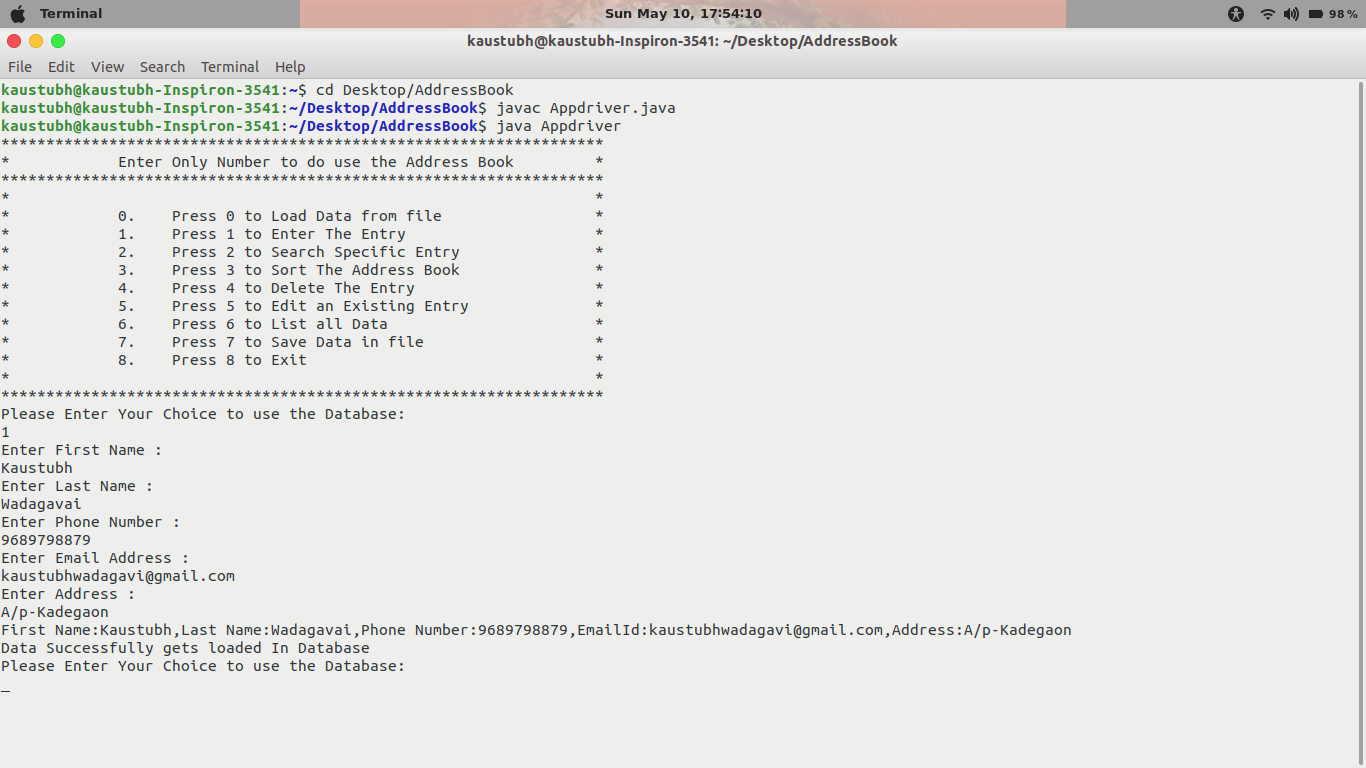 Terminal Sun May 10, 17:54:10 98%
kaustubh@kaustubh-Inspiron-3541: ~/Desktop/AddressBook
File Edit View Search Terminal Help
kaustubh@kaustubh-Inspiron-3541:~$ cd Desktop/AddressBook
kaustubh@kaustubh-Inspiron-3541:~/Desktop/AddressBook$ javac Appdriver.java
kaustubh@kaustubh-Inspiron-3541:~/Desktop/AddressBook$ java Appdriver
*******************************************************************
*            Enter Only Number to do use the Address Book         *
*******************************************************************
*                                                                 *
*            0.    Press 0 to Load Data from file                 *
*            1.    Press 1 to Enter The Entry                     *
*            2.    Press 2 to Search Specific Entry               *
*            3.    Press 3 to Sort The Address Book               *
*            4.    Press 4 to Delete The Entry                    *
*            5.    Press 5 to Edit an Existing Entry              *
*            6.    Press 6 to List all Data                       *
*            7.    Press 7 to Save Data in file                   *
*            8.    Press 8 to Exit                                *
*                                                                 *
*******************************************************************
Please Enter Your Choice to use the Database:
1
Enter First Name :
Kaustubh
Enter Last Name :
Wadagavai
Enter Phone Number :
9689798879
Enter Email Address :
kaustubhwadagavi@gmail.com
Enter Address :
A/p-Kadegaon
First Name:Kaustubh,Last Name:Wadagavai,Phone Number:9689798879,EmailId:kaustubhwadagavi@gmail.com,Address:A/p-Kadegaon
Data Successfully gets loaded In Database
Please Enter Your Choice to use the Database:
_